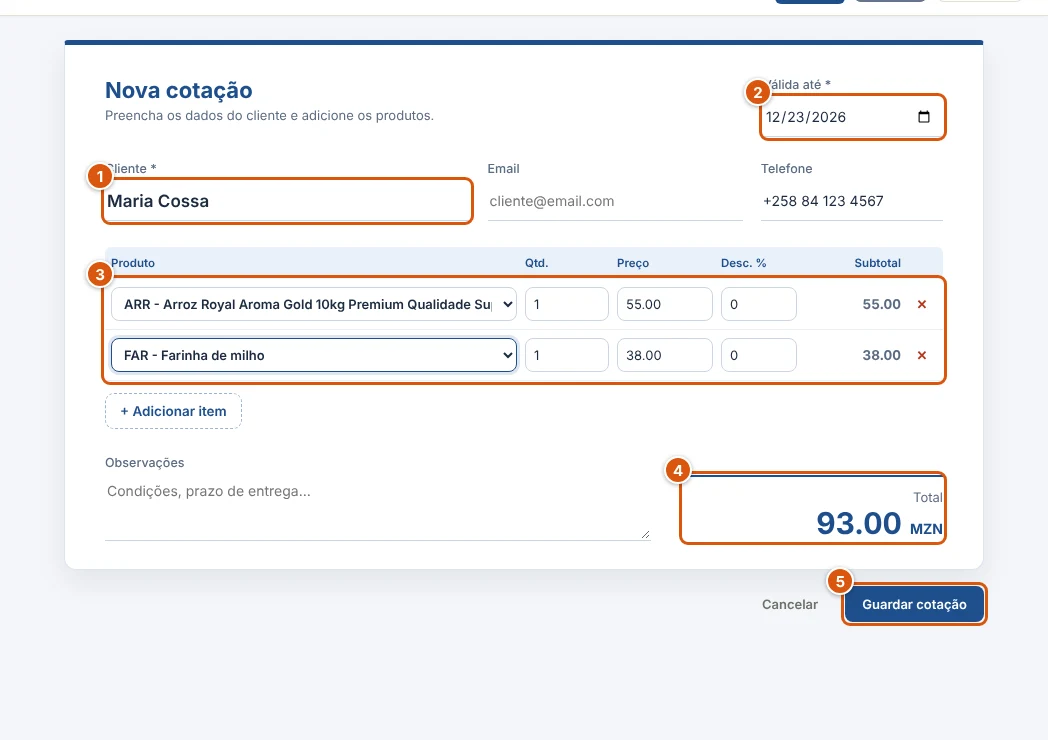 Nova cotação
Preencha os dados do cliente e adicione os produtos.
2
Válida até *
12/23/2026
1
Cliente *
Maria Cossa
Email
cliente@email.com
Telefone
+258 84 123 4567
3
Produto Qtd. Preço Desc. % Subtotal
ARR - Arroz Royal Aroma Gold 10kg Premium Qualidade Su 1 55.00 0 55.00 ×
FAR - Farinha de milho 1 38.00 0 38.00 ×
+ Adicionar item
Observações
Condições, prazo de entrega...
4
Total
93.00 MZN
5
Cancelar
Guardar cotação